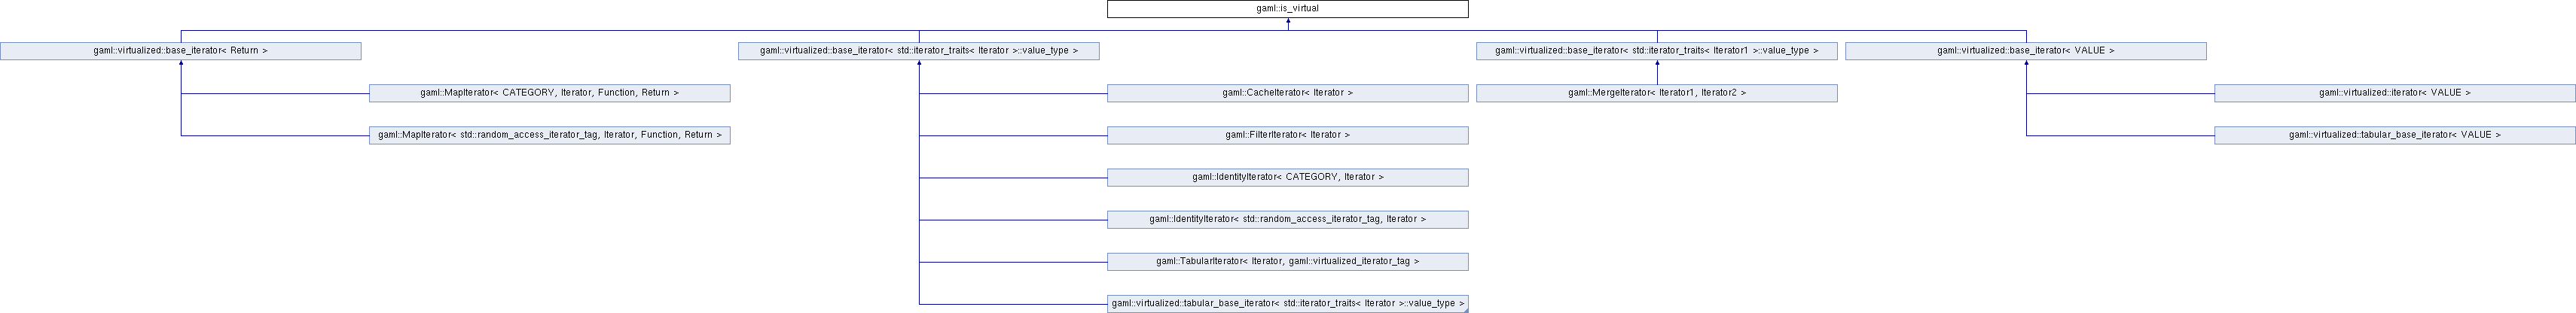 gaml::is_virtual
gaml::virtualized::base_iterator< Return >
gaml::virtualized::base_iterator< std::iterator_traits< Iterator >::value_type >
gaml::virtualized::base_iterator< std::iterator_traits< Iterator1 >::value_type >
gaml::virtualized::base_iterator< VALUE >
gaml::MapIterator< CATEGORY, Iterator, Function, Return >
gaml::CacheIterator< Iterator >
gaml::MergeIterator< Iterator1, Iterator2 >
gaml::virtualized::iterator< VALUE >
gaml::MapIterator< std::random_access_iterator_tag, Iterator, Function, Return >
gaml::FilterIterator< Iterator >
gaml::virtualized::tabular_base_iterator< VALUE >
gaml::IdentityIterator< CATEGORY, Iterator >
gaml::IdentityIterator< std::random_access_iterator_tag, Iterator >
gaml::TabularIterator< Iterator, gaml::virtualized_iterator_tag >
gaml::virtualized::tabular_base_iterator< std::iterator_traits< Iterator >::value_type >